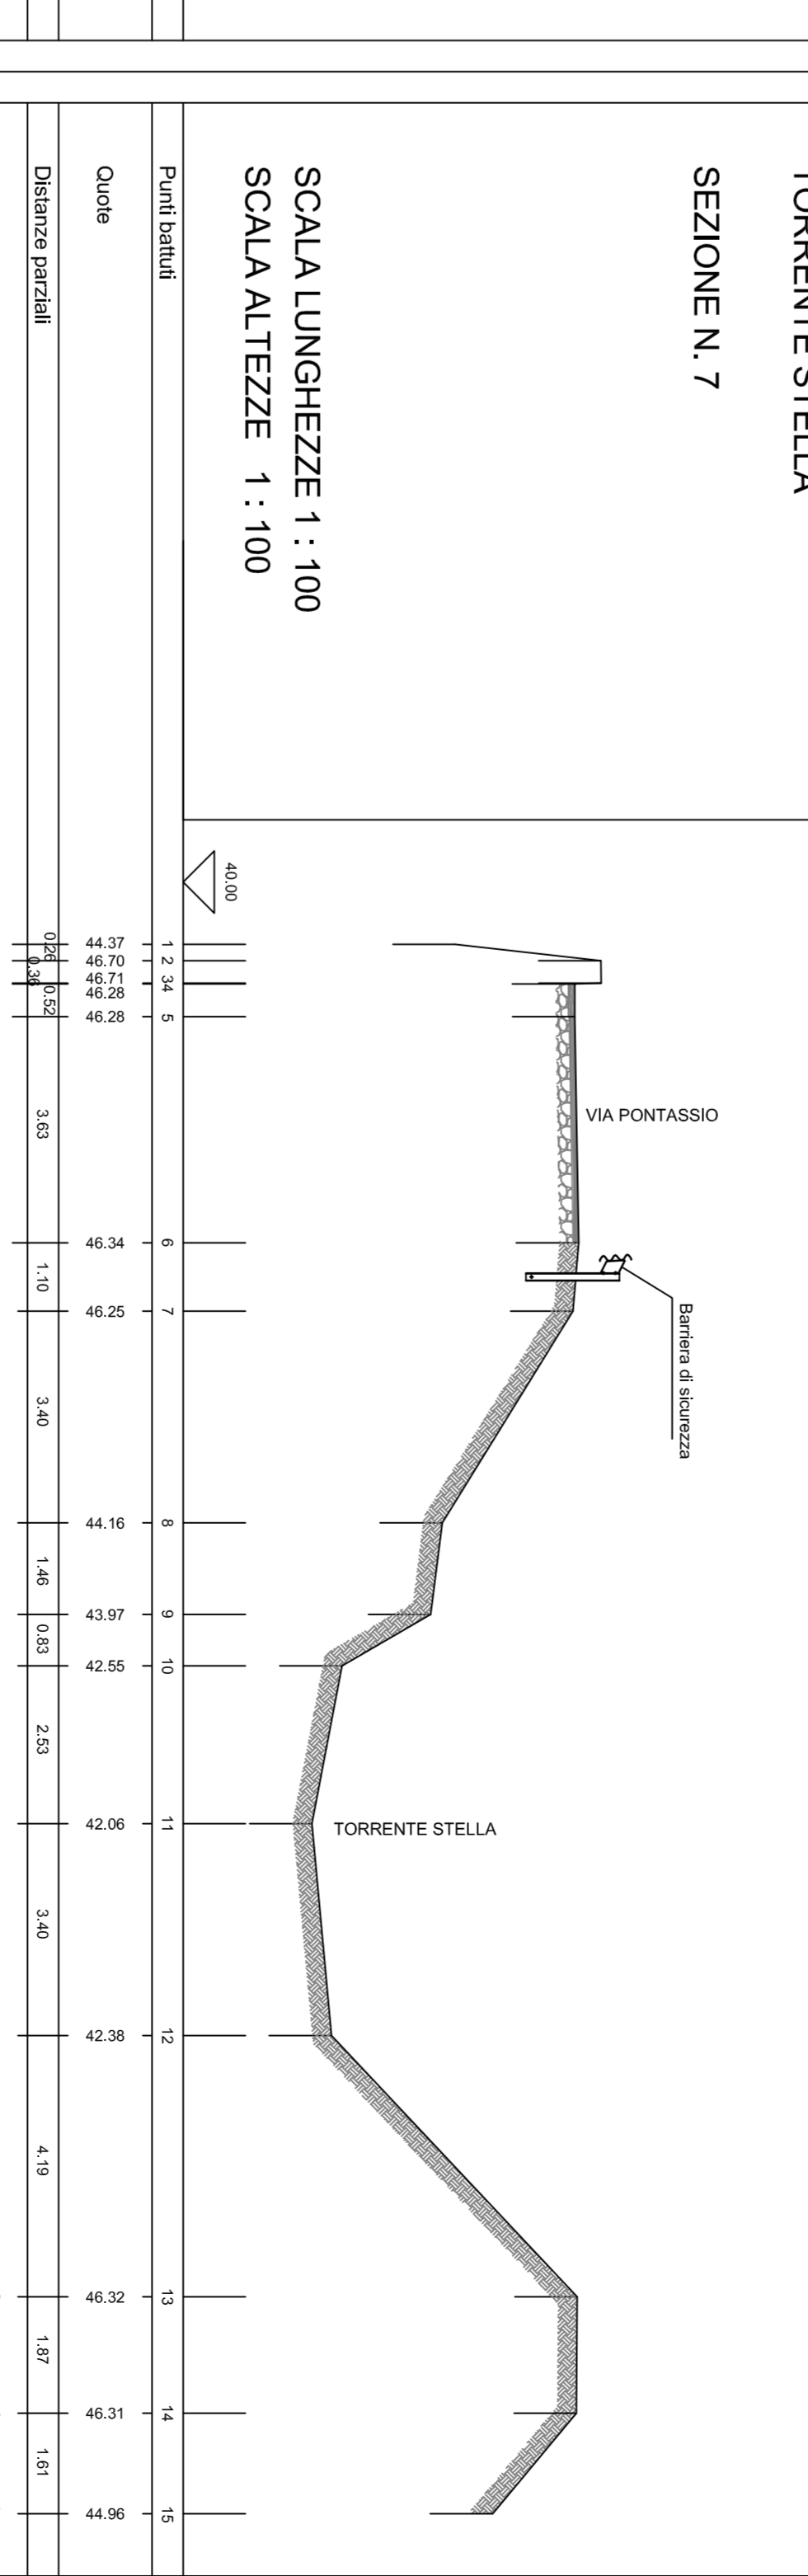 TORRENTE STELLA
SEZIONE N. 7
SCALA LUNGHEZZE 1 : 100
SCALA ALTEZZE 1 : 100
40.00
VIA PONTASSIO
Barriera di sicurezza
TORRENTE STELLA
Punti battuti 1 2 3 4 5 6 7 8 9 10 11 12 13 14 15
Quote 44.37 46.70 46.71 46.28 46.28 46.34 46.25 44.16 43.97 42.55 42.06 42.38 46.32 46.31 44.96
Distanze parziali 0.26 0.36 0.52 3.63 1.10 3.40 1.46 0.83 2.53 3.40 4.19 1.87 1.61